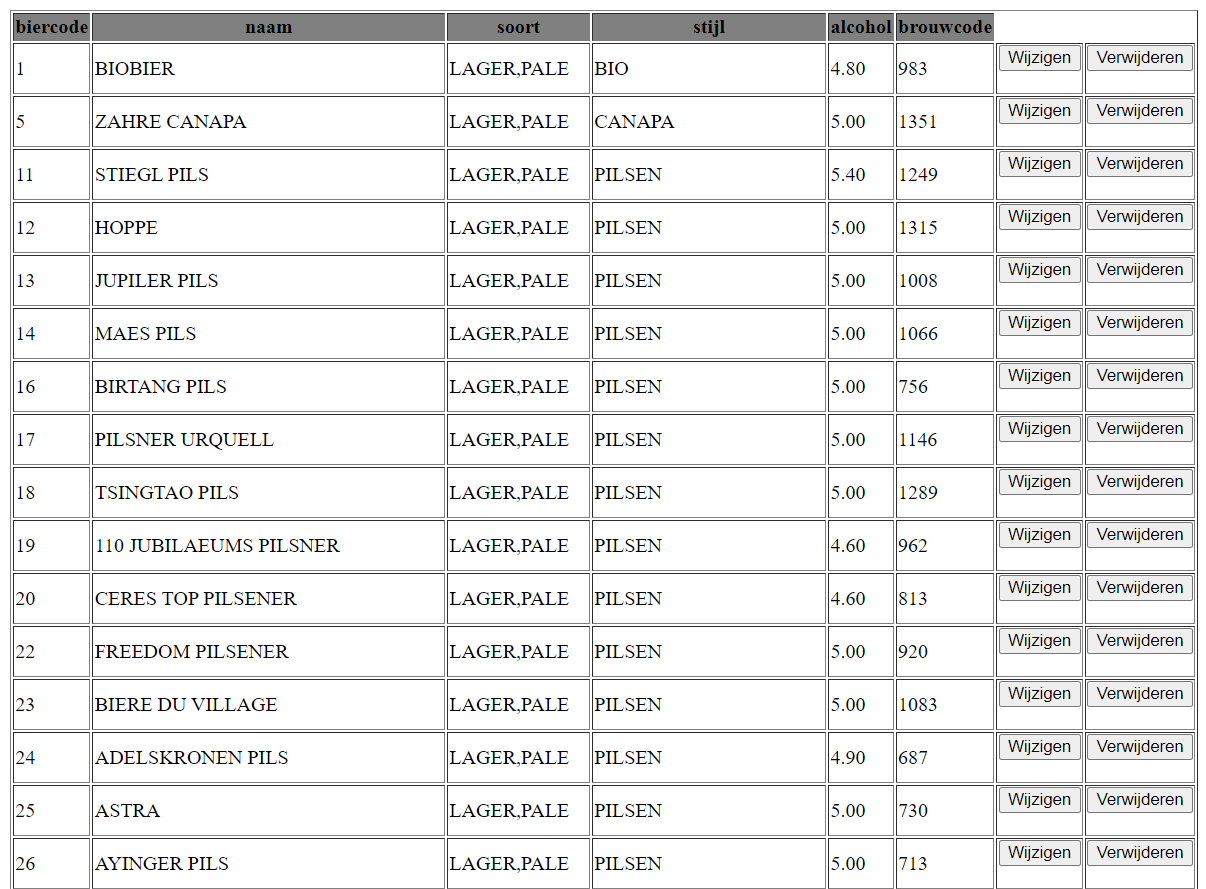 biercode naam soort stijl alcohol brouwcode
1 BIOBIER LAGER,PALE BIO 4.80 983 Wijzigen Verwijderen
5 ZAHRE CANAPA LAGER,PALE CANAPA 5.00 1351 Wijzigen Verwijderen
11 STIEGL PILS LAGER,PALE PILSEN 5.40 1249 Wijzigen Verwijderen
12 HOPPE LAGER,PALE PILSEN 5.00 1315 Wijzigen Verwijderen
13 JUPILER PILS LAGER,PALE PILSEN 5.00 1008 Wijzigen Verwijderen
14 MAES PILS LAGER,PALE PILSEN 5.00 1066 Wijzigen Verwijderen
16 BIRTANG PILS LAGER,PALE PILSEN 5.00 756 Wijzigen Verwijderen
17 PILSNER URQUELL LAGER,PALE PILSEN 5.00 1146 Wijzigen Verwijderen
18 TSINGTAO PILS LAGER,PALE PILSEN 5.00 1289 Wijzigen Verwijderen
19 110 JUBILAEUMS PILSNER LAGER,PALE PILSEN 4.60 962 Wijzigen Verwijderen
20 CERES TOP PILSENER LAGER,PALE PILSEN 4.60 813 Wijzigen Verwijderen
22 FREEDOM PILSENER LAGER,PALE PILSEN 5.00 920 Wijzigen Verwijderen
23 BIERE DU VILLAGE LAGER,PALE PILSEN 5.00 1083 Wijzigen Verwijderen
24 ADELSKRONEN PILS LAGER,PALE PILSEN 4.90 687 Wijzigen Verwijderen
25 ASTRA LAGER,PALE PILSEN 5.00 730 Wijzigen Verwijderen
26 AYINGER PILS LAGER,PALE PILSEN 5.00 713 Wijzigen Verwijderen